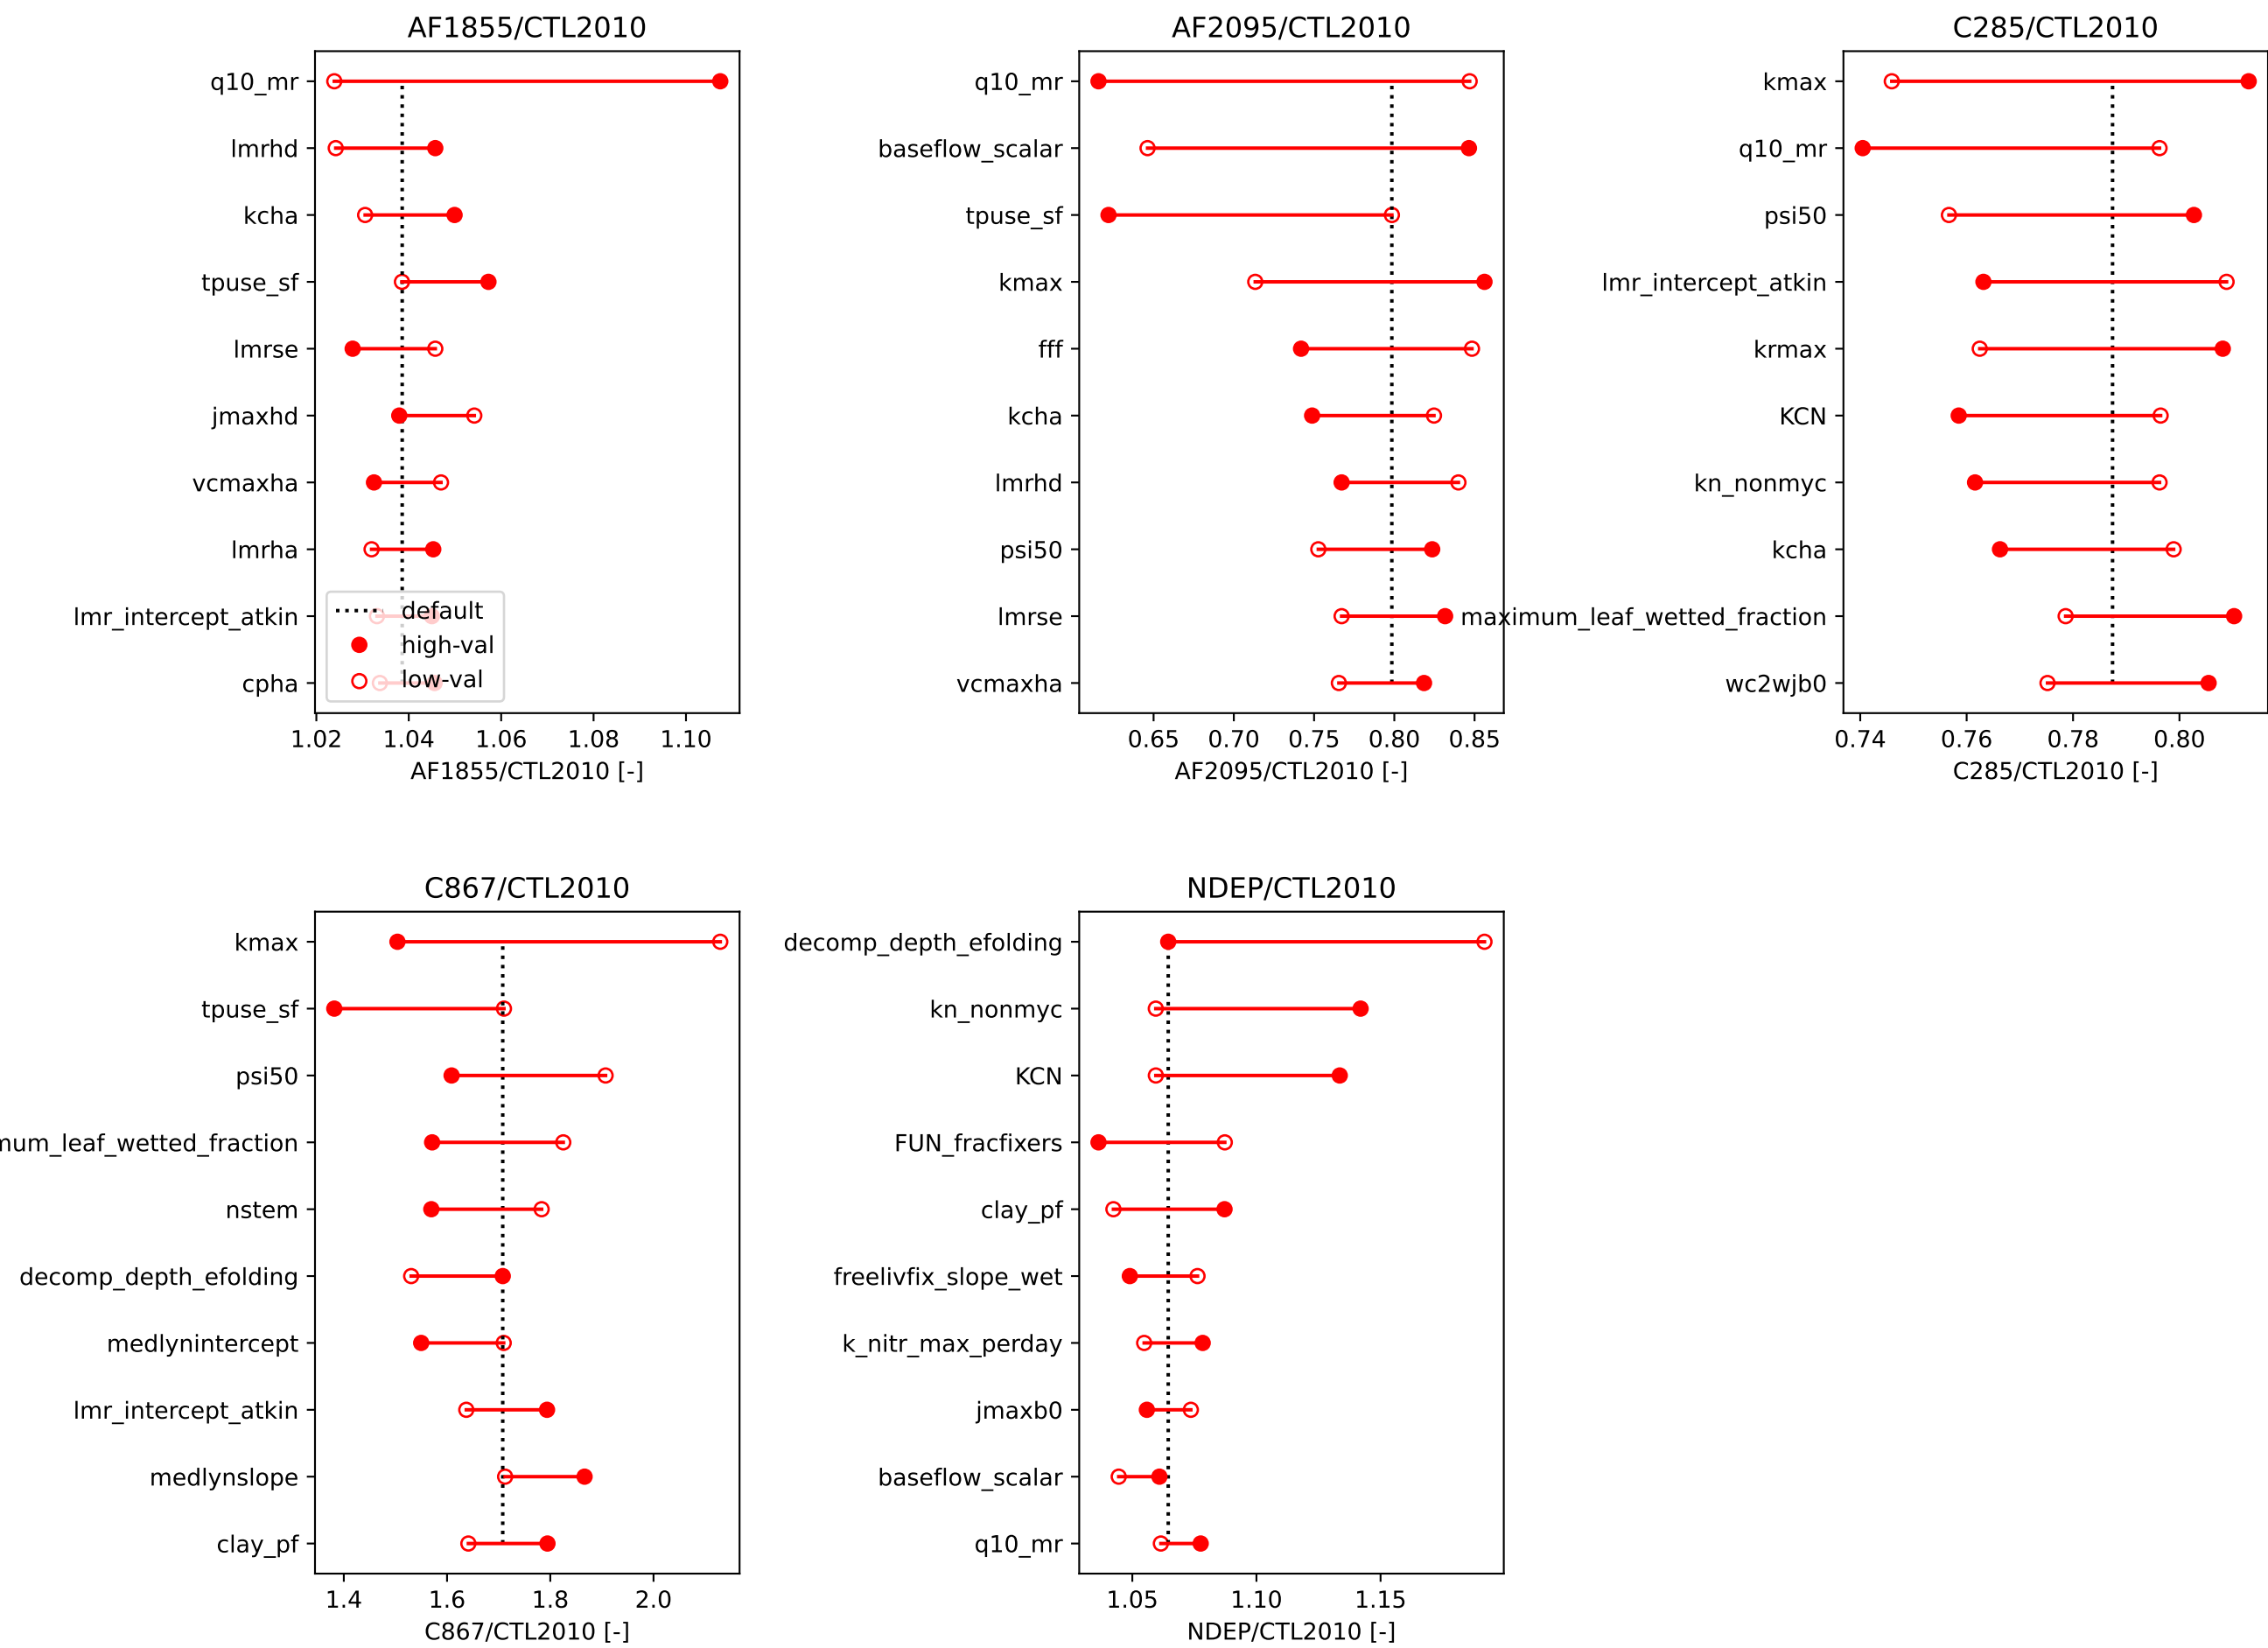 AF1855/CTL2010
q10_mr
lmrhd
kcha
tpuse_sf
lmrse
jmaxhd
vcmaxha
lmrha
lmr_intercept_atkin
cpha
default
high-val
low-val
1.02 1.04 1.06 1.08 1.10
AF1855/CTL2010 [-]
AF2095/CTL2010
q10_mr
baseflow_scalar
tpuse_sf
kmax
fff
kcha
lmrhd
psi50
lmrse
vcmaxha
0.65 0.70 0.75 0.80 0.85
AF2095/CTL2010 [-]
C285/CTL2010
kmax
q10_mr
psi50
lmr_intercept_atkin
krmax
KCN
kn_nonmyc
kcha
maximum_leaf_wetted_fraction
wc2wjb0
0.74 0.76 0.78 0.80
C285/CTL2010 [-]
C867/CTL2010
kmax
tpuse_sf
psi50
mum_leaf_wetted_fraction
nstem
decomp_depth_efolding
medlynintercept
lmr_intercept_atkin
medlynslope
clay_pf
1.4 1.6 1.8 2.0
C867/CTL2010 [-]
NDEP/CTL2010
decomp_depth_efolding
kn_nonmyc
KCN
FUN_fracfixers
clay_pf
freelivfix_slope_wet
k_nitr_max_perday
jmaxb0
baseflow_scalar
q10_mr
1.05 1.10 1.15
NDEP/CTL2010 [-]